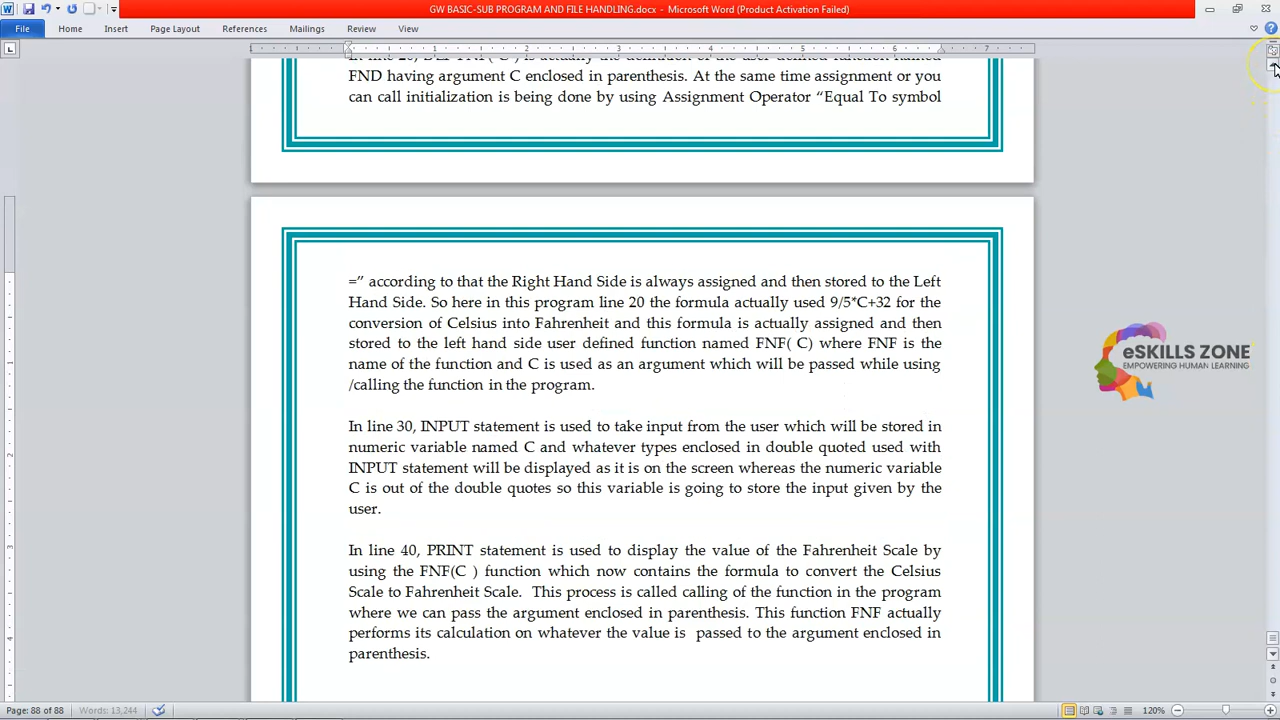 GW BASIC-SUB PROGRAM AND FILE HANDLING.docx - Microsoft Word (Product Activation Failed)
File Home Insert Page Layout References Mailings Review View
FND having argument C enclosed in parenthesis. At the same time assignment or you
can call initialization is being done by using Assignment Operator “Equal To symbol
=” according to that the Right Hand Side is always assigned and then stored to the Left
Hand Side. So here in this program line 20 the formula actually used 9/5*C+32 for the
conversion of Celsius into Fahrenheit and this formula is actually assigned and then
stored to the left hand side user defined function named FNF( C) where FNF is the
name of the function and C is used as an argument which will be passed while using
/calling the function in the program.
In line 30, INPUT statement is used to take input from the user which will be stored in
numeric variable named C and whatever types enclosed in double quoted used with
INPUT statement will be displayed as it is on the screen whereas the numeric variable
C is out of the double quotes so this variable is going to store the input given by the
user.
In line 40, PRINT statement is used to display the value of the Fahrenheit Scale by
using the FNF(C ) function which now contains the formula to convert the Celsius
Scale to Fahrenheit Scale.  This process is called calling of the function in the program
where we can pass the argument enclosed in parenthesis. This function FNF actually
performs its calculation on whatever the value is  passed to the argument enclosed in
parenthesis.
eSKILLS ZONE
EMPOWERING HUMAN LEARNING
Page: 88 of 88 Words: 13,244 120%